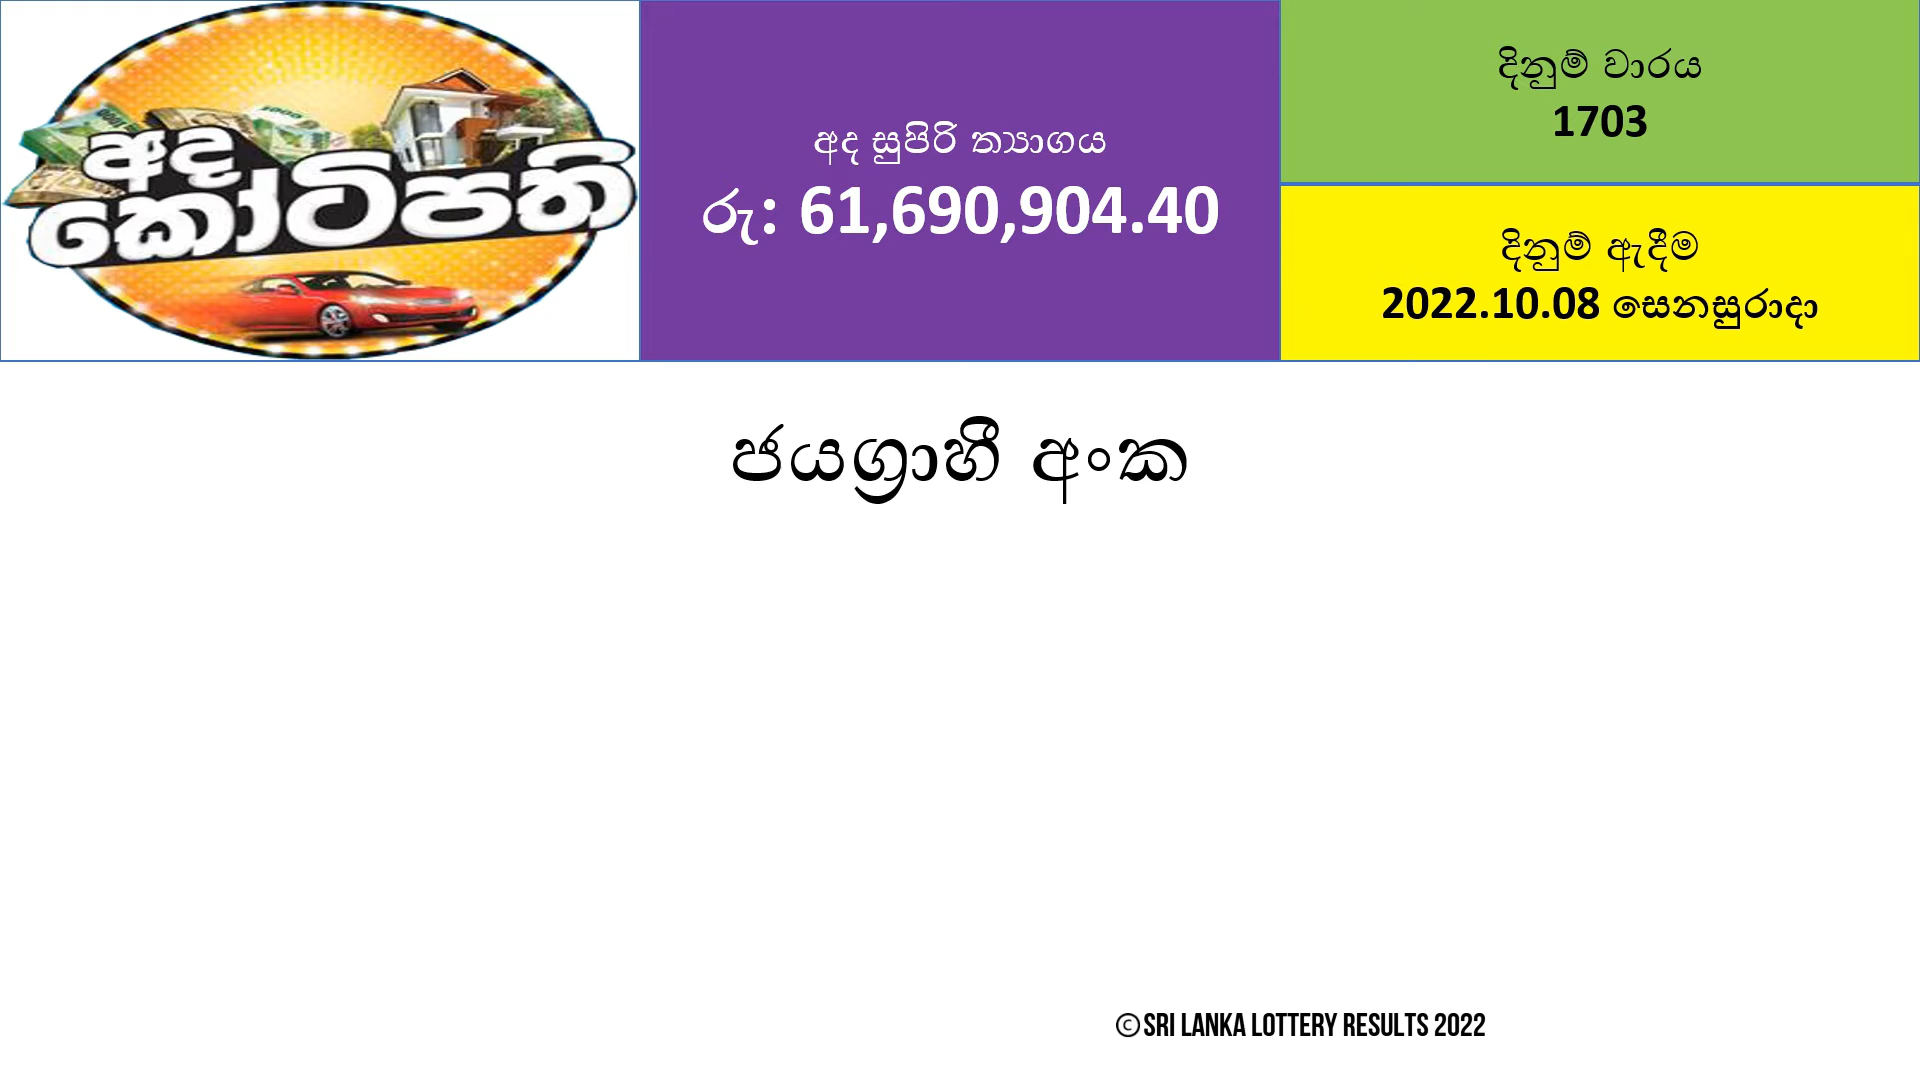 අද
කෝටිපති
අද සුපිරි ත්‍යාගය
රු: 61,690,904.40
දිනුම් වාරය
1703
දිනුම් ඇදීම
2022.10.08 සෙනසුරාදා
ජයග්‍රාහී අංක
©SRI LANKA LOTTERY RESULTS 2022